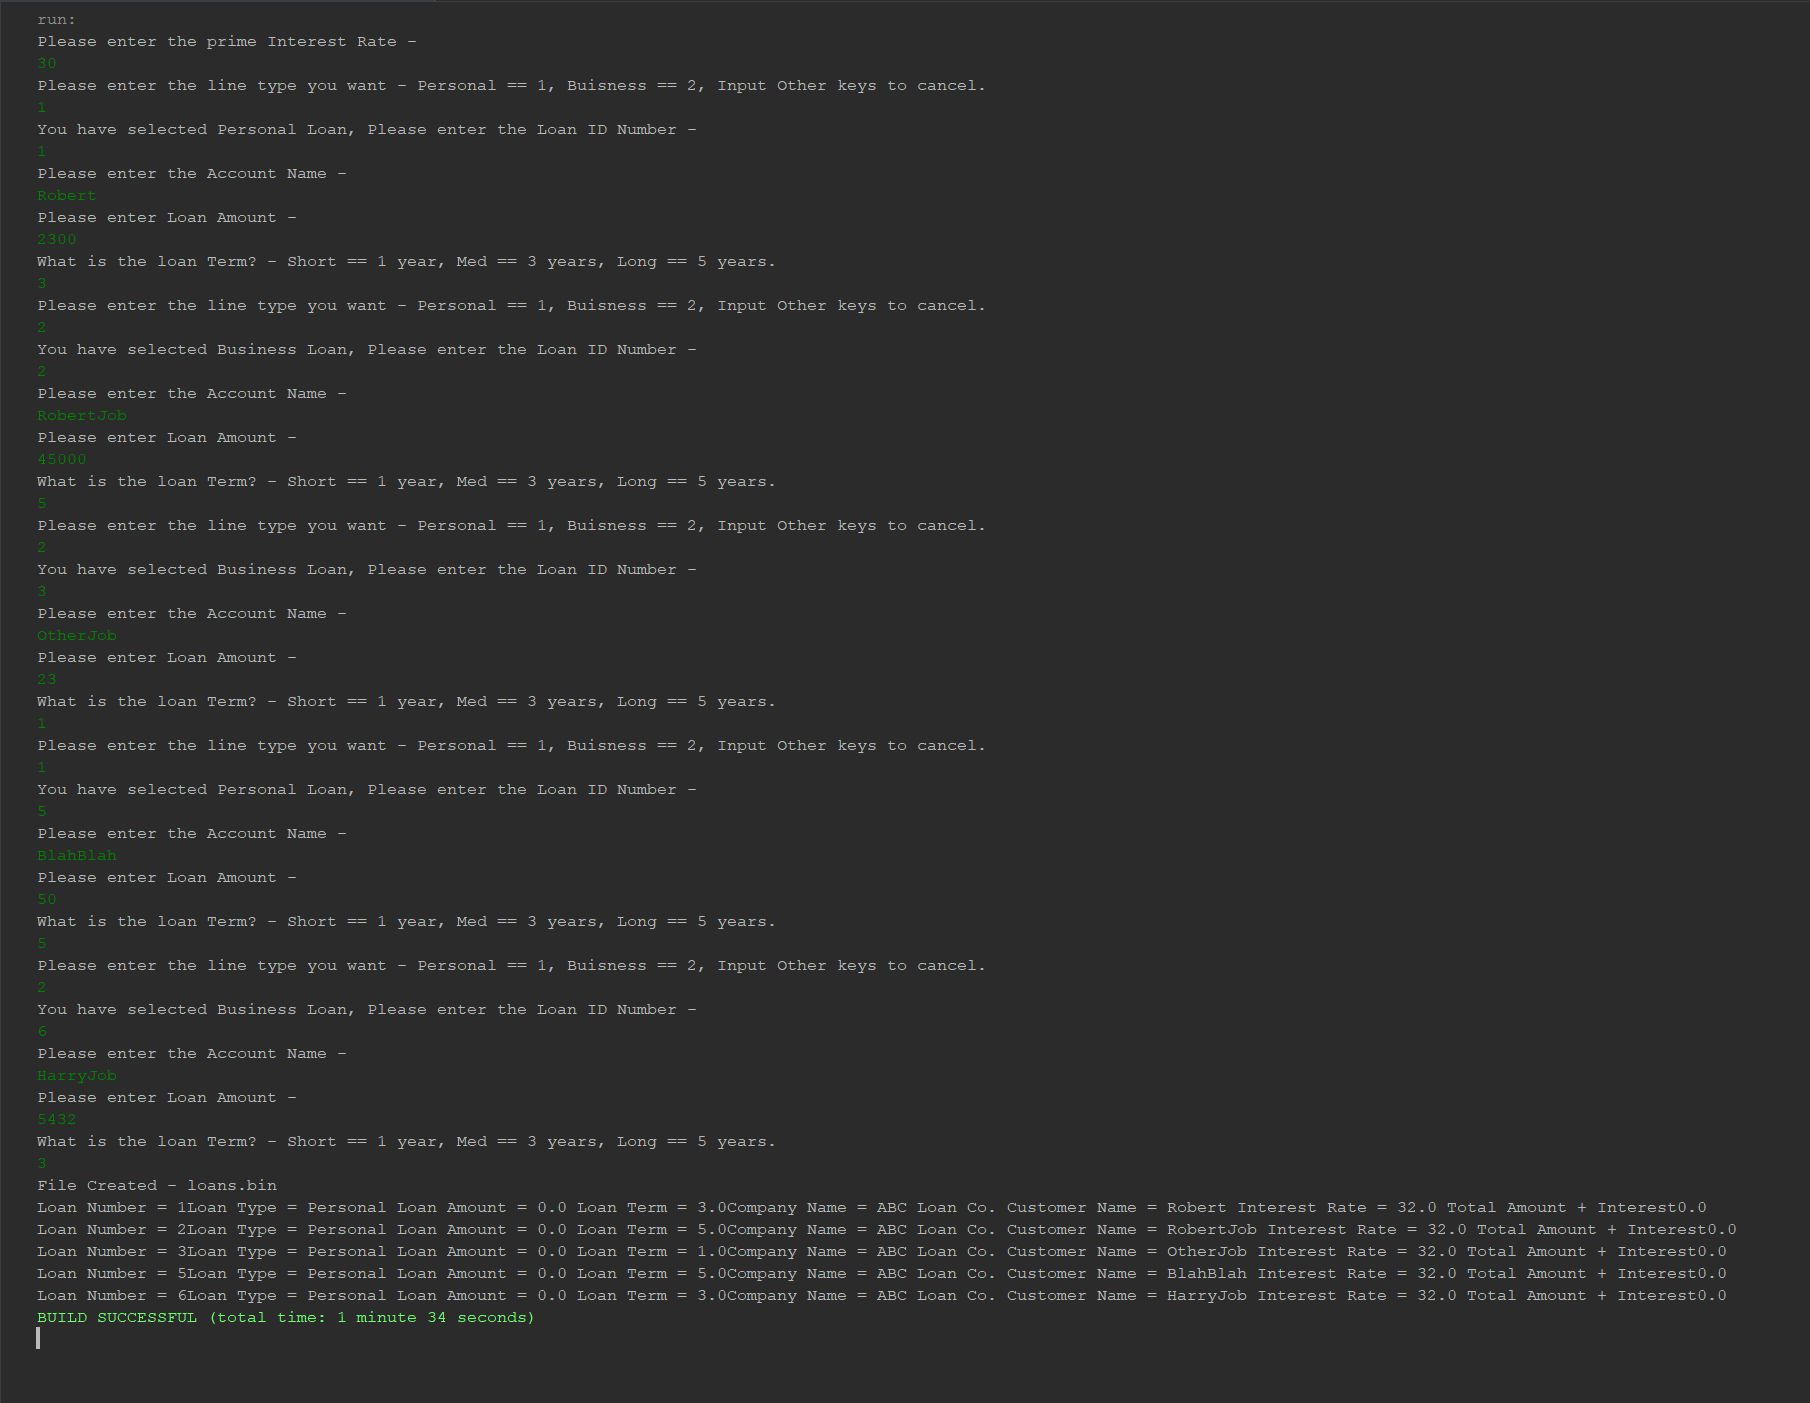 run:
Please enter the prime Interest Rate -
30
Please enter the line type you want - Personal == 1, Buisness == 2, Input Other keys to cancel.
1
You have selected Personal Loan, Please enter the Loan ID Number -
1
Please enter the Account Name -
Robert
Please enter Loan Amount -
2300
What is the loan Term? - Short == 1 year, Med == 3 years, Long == 5 years.
3
Please enter the line type you want - Personal == 1, Buisness == 2, Input Other keys to cancel.
2
You have selected Business Loan, Please enter the Loan ID Number -
2
Please enter the Account Name -
RobertJob
Please enter Loan Amount -
45000
What is the loan Term? - Short == 1 year, Med == 3 years, Long == 5 years.
5
Please enter the line type you want - Personal == 1, Buisness == 2, Input Other keys to cancel.
2
You have selected Business Loan, Please enter the Loan ID Number -
3
Please enter the Account Name -
OtherJob
Please enter Loan Amount -
23
What is the loan Term? - Short == 1 year, Med == 3 years, Long == 5 years.
1
Please enter the line type you want - Personal == 1, Buisness == 2, Input Other keys to cancel.
1
You have selected Personal Loan, Please enter the Loan ID Number -
5
Please enter the Account Name -
BlahBlah
Please enter Loan Amount -
50
What is the loan Term? - Short == 1 year, Med == 3 years, Long == 5 years.
5
Please enter the line type you want - Personal == 1, Buisness == 2, Input Other keys to cancel.
2
You have selected Business Loan, Please enter the Loan ID Number -
6
Please enter the Account Name -
HarryJob
Please enter Loan Amount -
5432
What is the loan Term? - Short == 1 year, Med == 3 years, Long == 5 years.
3
File Created - loans.bin
Loan Number = 1Loan Type = Personal Loan Amount = 0.0 Loan Term = 3.0Company Name = ABC Loan Co. Customer Name = Robert Interest Rate = 32.0 Total Amount + Interest0.0
Loan Number = 2Loan Type = Personal Loan Amount = 0.0 Loan Term = 5.0Company Name = ABC Loan Co. Customer Name = RobertJob Interest Rate = 32.0 Total Amount + Interest0.0
Loan Number = 3Loan Type = Personal Loan Amount = 0.0 Loan Term = 1.0Company Name = ABC Loan Co. Customer Name = OtherJob Interest Rate = 32.0 Total Amount + Interest0.0
Loan Number = 5Loan Type = Personal Loan Amount = 0.0 Loan Term = 5.0Company Name = ABC Loan Co. Customer Name = BlahBlah Interest Rate = 32.0 Total Amount + Interest0.0
Loan Number = 6Loan Type = Personal Loan Amount = 0.0 Loan Term = 3.0Company Name = ABC Loan Co. Customer Name = HarryJob Interest Rate = 32.0 Total Amount + Interest0.0
BUILD SUCCESSFUL (total time: 1 minute 34 seconds)